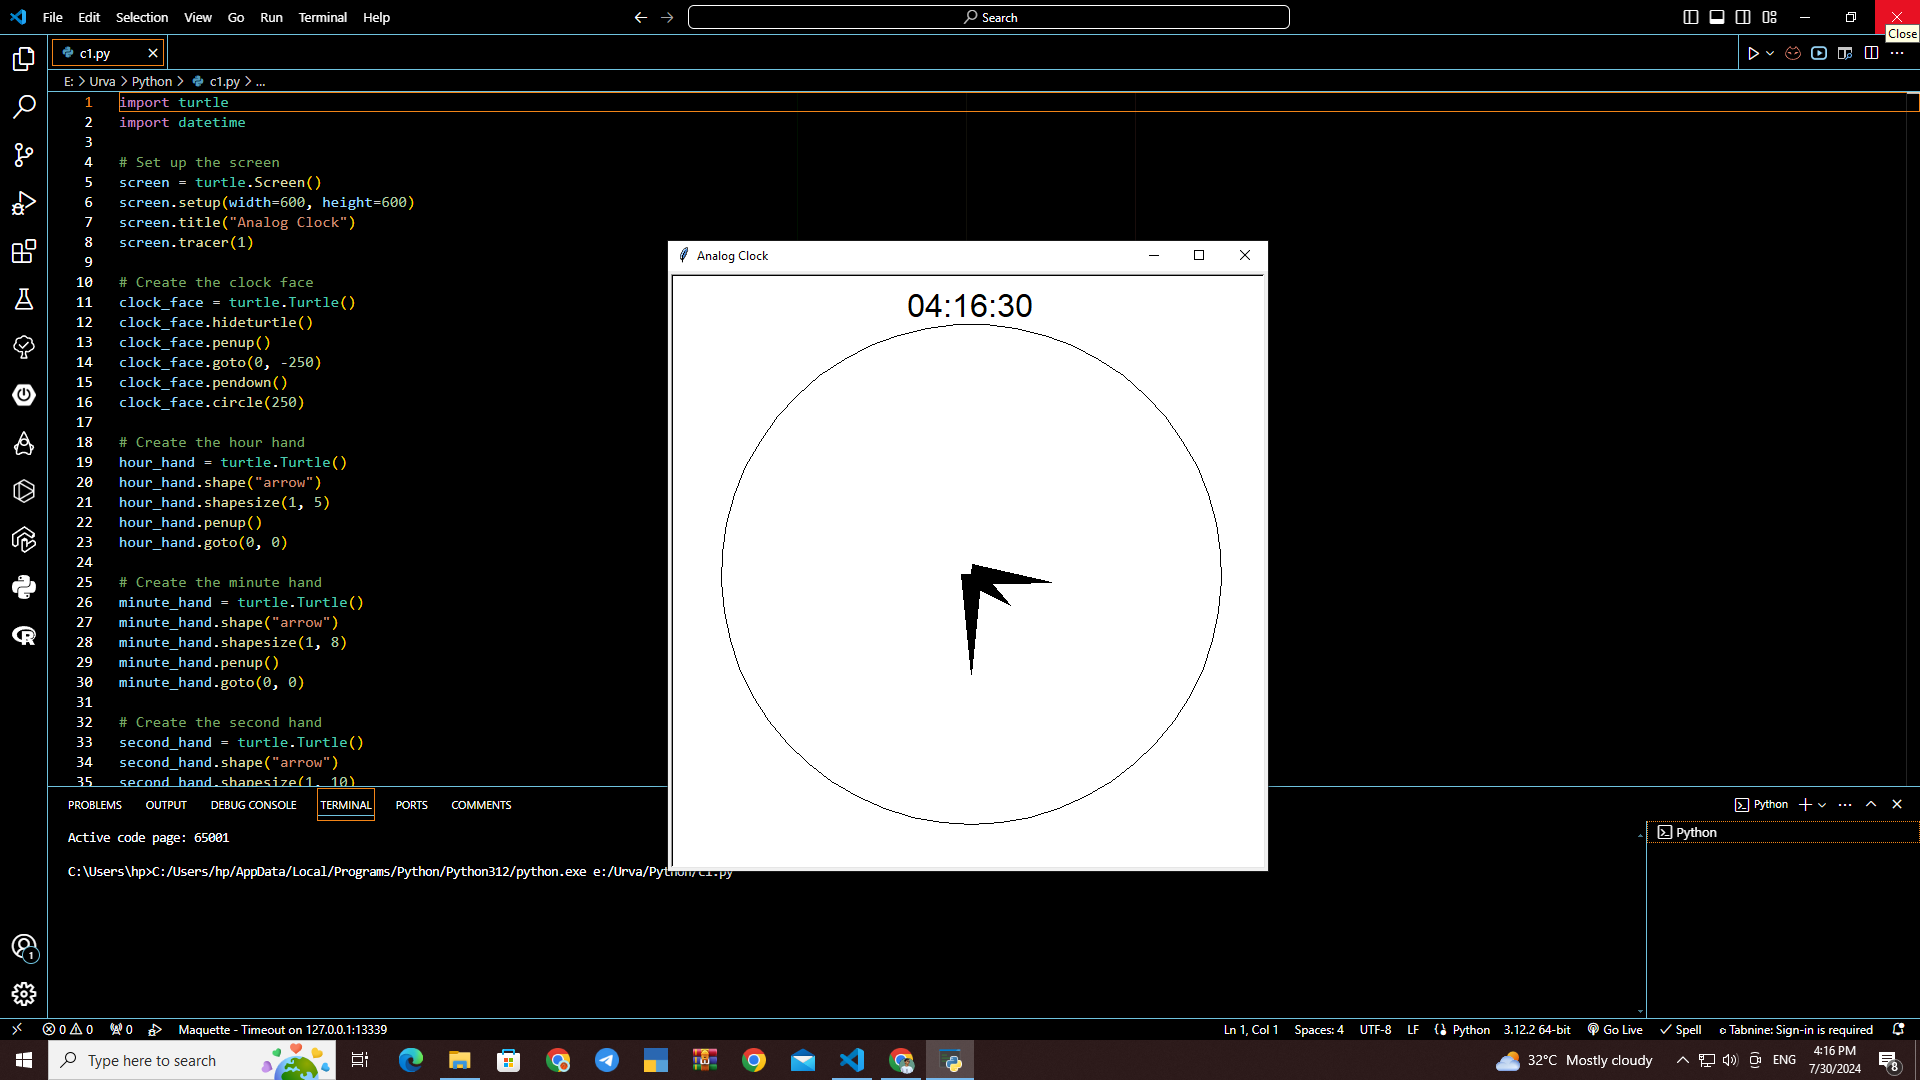 File Edit Selection View Go Run Terminal Help
Search
Close
c1.py
E: > Urva > Python > c1.py > ...
1 import turtle
2 import datetime
3
4 # Set up the screen
5 screen = turtle.Screen()
6 screen.setup(width=600, height=600)
7 screen.title("Analog Clock")
8 screen.tracer(1)
9
10 # Create the clock face
11 clock_face = turtle.Turtle()
12 clock_face.hideturtle()
13 clock_face.penup()
14 clock_face.goto(0, -250)
15 clock_face.pendown()
16 clock_face.circle(250)
17
18 # Create the hour hand
19 hour_hand = turtle.Turtle()
20 hour_hand.shape("arrow")
21 hour_hand.shapesize(1, 5)
22 hour_hand.penup()
23 hour_hand.goto(0, 0)
24
25 # Create the minute hand
26 minute_hand = turtle.Turtle()
27 minute_hand.shape("arrow")
28 minute_hand.shapesize(1, 8)
29 minute_hand.penup()
30 minute_hand.goto(0, 0)
31
32 # Create the second hand
33 second_hand = turtle.Turtle()
34 second_hand.shape("arrow")
35 second_hand.shapesize(1, 10)
Analog Clock
04:16:30
PROBLEMS OUTPUT DEBUG CONSOLE TERMINAL PORTS COMMENTS
Python
Python
Active code page: 65001
C:\Users\hp>C:/Users/hp/AppData/Local/Programs/Python/Python312/python.exe e:/Urva/Python/c1.py
1
0 0 0 Maquette - Timeout on 127.0.0.1:13339
Ln 1, Col 1 Spaces: 4 UTF-8 LF Python 3.12.2 64-bit Go Live Spell Tabnine: Sign-in is required
Type here to search
32°C Mostly cloudy
ENG
4:16 PM
7/30/2024
8